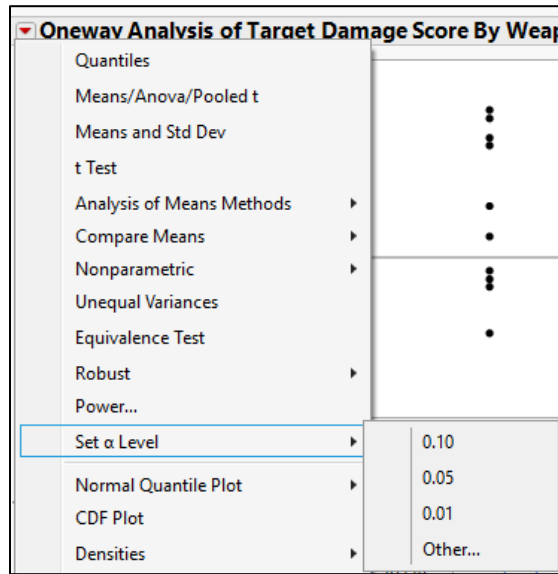 Oneway Analysis of Target Damage Score By Weap
Quantiles
Means/Anova/Pooled t
Means and Std Dev
t Test
Analysis of Means Methods
Compare Means
Nonparametric
Unequal Variances
Equivalence Test
Robust
Power...
Set α Level
0.10
0.05
0.01
Other...
Normal Quantile Plot
CDF Plot
Densities